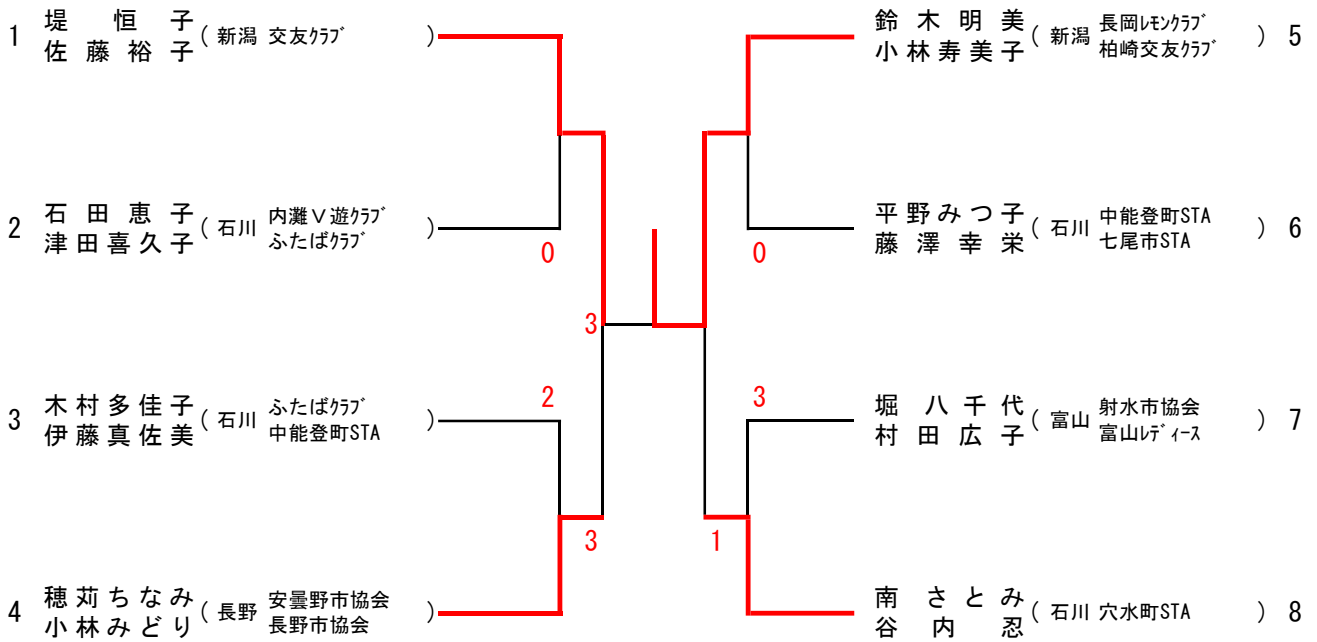 1 堤 恒 子 ( 新潟 交友ｸﾗﾌﾞ )
佐 藤 裕 子
2 石 田 恵 子 ( 石川 内灘Ｖ遊ｸﾗﾌﾞ )
津 田 喜 久 子 ふたばｸﾗﾌﾞ
0
3
2
3 木 村 多 佳 子 ( 石川 ふたばｸﾗﾌﾞ )
伊 藤 真 佐 美 中能登町STA
3
4 穂 苅 ち な み ( 長野 安曇野市協会 )
小 林 み ど り 長野市協会
鈴 木 明 美 ( 新潟 長岡ﾚﾓﾝｸﾗﾌﾞ ) 5
小 林 寿 美 子 柏崎交友ｸﾗﾌﾞ
平 野 み つ 子 ( 石川 中能登町STA ) 6
藤 澤 幸 栄 七尾市STA
0
3
堀 八 千 代 ( 富山 射水市協会 ) 7
村 田 広 子 富山ﾚﾃﾞｨｰｽ
1
南 さ と み ( 石川 穴水町STA ) 8
谷 内 忍